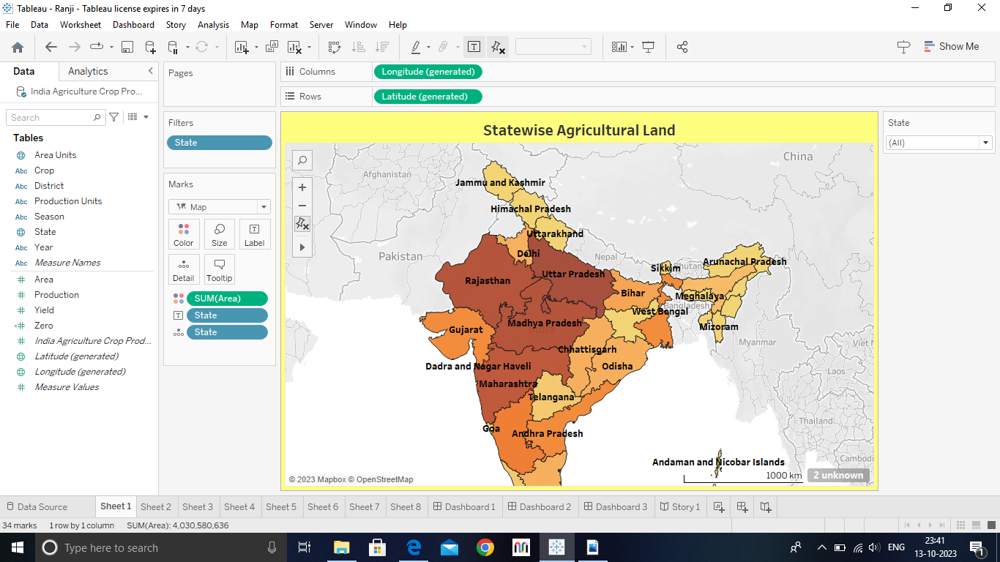 Tableau - Ranji - Tableau license expires in 7 days
File Data Worksheet Dashboard Story Analysis Map Format Server Window Help
Show Me
Data Analytics
India Agriculture Crop Pro...
Search
Tables
Area Units
Abc Crop
Abc District
Abc Production Units
Abc Season
State
Abc Year
Abc Measure Names
Area
Production
Yield
Zero
India Agriculture Crop Prod...
Latitude (generated)
Longitude (generated)
Measure Values
Pages
Filters
State
Marks
Map
Color Size Label
Detail Tooltip
SUM(Area)
State
State
Columns Longitude (generated)
Rows Latitude (generated)
Statewise Agricultural Land
China
Afghanistan
Jammu and Kashmir
Himachal Pradesh
Uttarakhand
Pakistan
Delhi
Nepal
Arunachal Pradesh
Sikkim
Bhutan
Uttar Pradesh
Rajasthan
Bihar
Meghalaya
Bangladesh
West Bengal
Madhya Pradesh
India
Gujarat
Mizoram
Myanmar
Viet N
Chhattisgarh
Dadra and Nagar Haveli
Odisha
Laos
Maharashtra
Telangana
Thailand
Goa
Andhra Pradesh
Cambodi
Andaman and Nicobar Islands
1000 km
2 unknown
© 2023 Mapbox © OpenStreetMap
State
(All)
Data Source Sheet 1 Sheet 2 Sheet 3 Sheet 4 Sheet 5 Sheet 6 Sheet 7 Sheet 8 Dashboard 1 Dashboard 2 Dashboard 3 Story 1
34 marks 1 row by 1 column SUM(Area): 4,030,580,636
Type here to search
ENG
23:41
13-10-2023
1